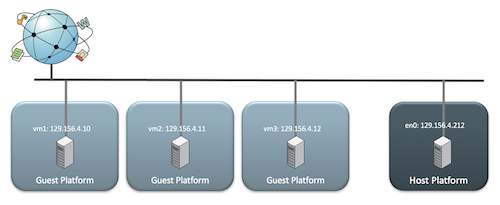 vm1: 129.156.4.10
Guest Platform
vm2: 129.156.4.11
Guest Platform
vm3: 129.156.4.12
Guest Platform
en0: 129.156.4.212
Host Platform